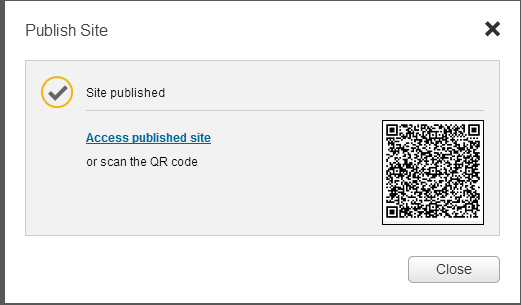 Publish Site
Site published
Access published site
or scan the QR code
Close